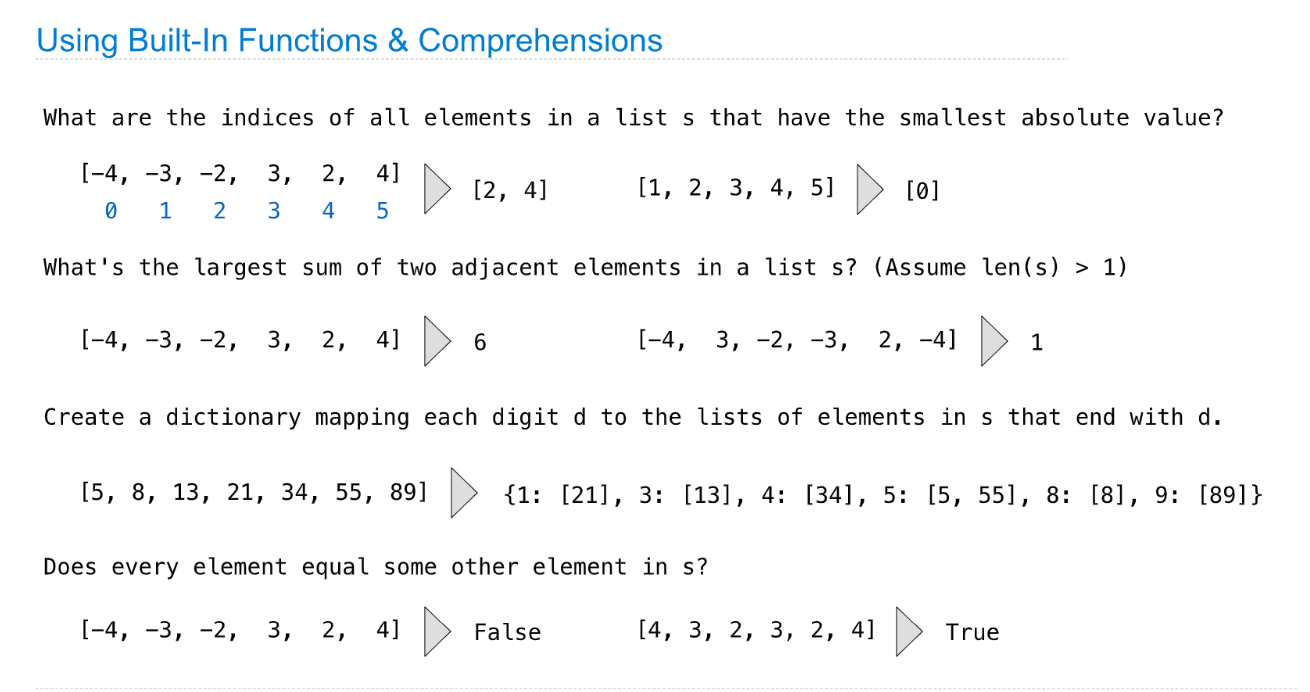 Using Built-In Functions & Comprehensions
What are the indices of all elements in a list s that have the smallest absolute value?
[−4, −3, −2, 3, 2, 4] [2, 4] [1, 2, 3, 4, 5] [0]
0 1 2 3 4 5
What's the largest sum of two adjacent elements in a list s? (Assume len(s) > 1)
[−4, −3, −2, 3, 2, 4] 6 [−4, 3, −2, −3, 2, −4] 1
Create a dictionary mapping each digit d to the lists of elements in s that end with d.
[5, 8, 13, 21, 34, 55, 89] {1: [21], 3: [13], 4: [34], 5: [5, 55], 8: [8], 9: [89]}
Does every element equal some other element in s?
[−4, −3, −2, 3, 2, 4] False [4, 3, 2, 3, 2, 4] True